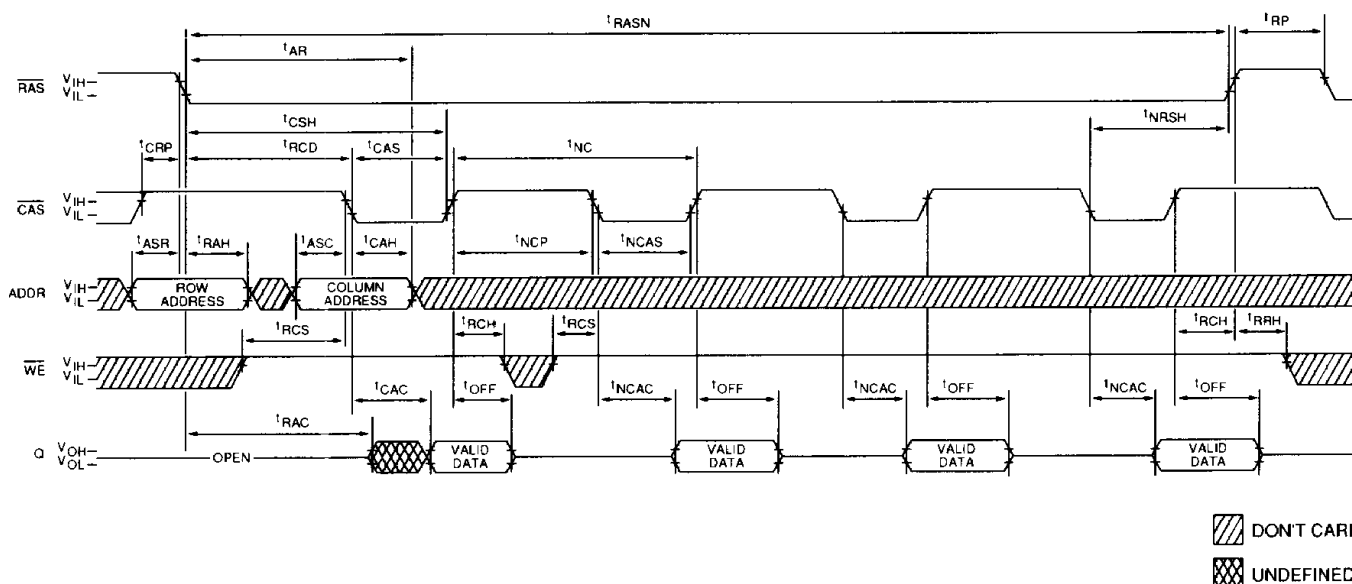 tRASN
tRP
tAR
RAS VIH
VIL
tCSH
tNRSH
tCRP
tRCD
tCAS
tNC
CAS VIH
VIL
tASR
tRAH
tASC
tCAH
tNCP
tNCAS
ADDR VIH
VIL
ROW ADDRESS
COLUMN ADDRESS
tRCS
tRCH
tRCS
tRCH
tRRH
WE VIH
VIL
tCAC
tOFF
tNCAC
tOFF
tNCAC
tOFF
tNCAC
tOFF
tRAC
Q VOH
VOL
OPEN
VALID DATA
VALID DATA
VALID DATA
VALID DATA
DON'T CARE
UNDEFINED